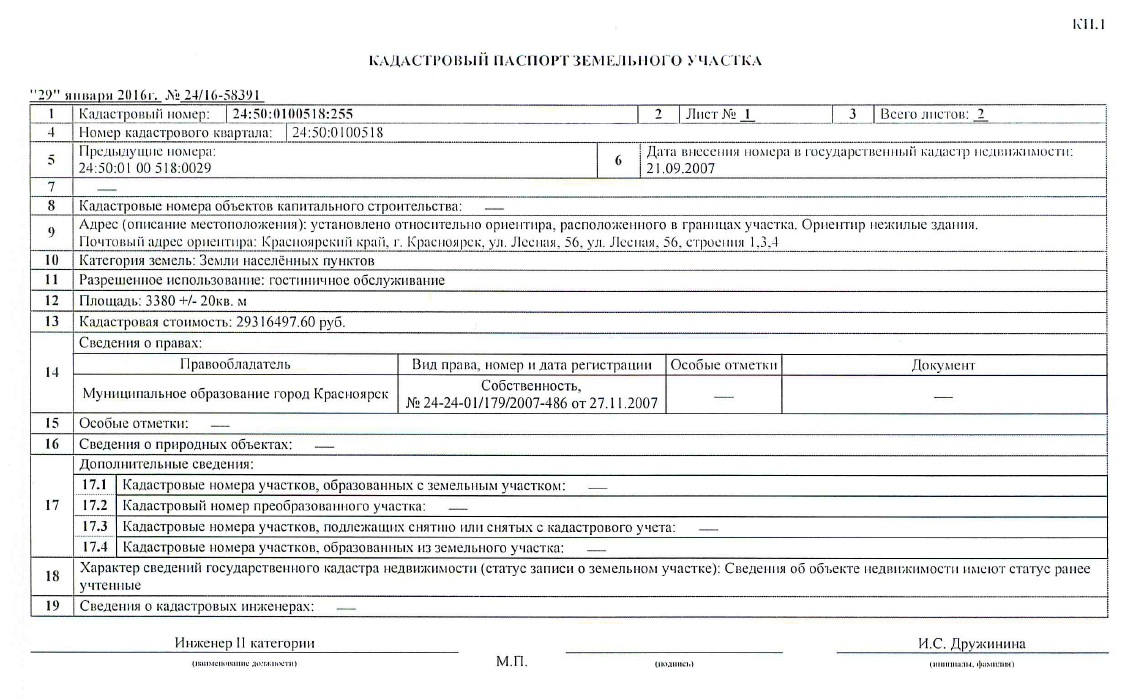 КП.1
КАДАСТРОВЫЙ ПАСПОРТ ЗЕМЕЛЬНОГО УЧАСТКА
"29" января 2016г. № 24/16-58391
1 Кадастровый номер: 24:50:0100518:255 2 Лист № 1 3 Всего листов: 2
4 Номер кадастрового квартала: 24:50:0100518
5 Предыдущие номера:
24:50:01 00 518:0029
6 Дата внесения номера в государственный кадастр недвижимости:
21.09.2007
7 —
8 Кадастровые номера объектов капитального строительства: —
9 Адрес (описание местоположения): установлено относительно ориентира, расположенного в границах участка. Ориентир нежилые здания.
Почтовый адрес ориентира: Красноярский край, г. Красноярск, ул. Лесная, 56, ул. Лесная, 56, строения 1,3,4
10 Категория земель: Земли населённых пунктов
11 Разрешенное использование: гостиничное обслуживание
12 Площадь: 3380 +/- 20кв. м
13 Кадастровая стоимость: 29316497.60 руб.
14 Сведения о правах:
Правообладатель Вид права, номер и дата регистрации Особые отметки Документ
Муниципальное образование город Красноярск
Собственность,
№ 24-24-01/179/2007-486 от 27.11.2007
— —
15 Особые отметки: —
16 Сведения о природных объектах: —
17 Дополнительные сведения:
17.1 Кадастровые номера участков, образованных с земельным участком: —
17.2 Кадастровый номер преобразованного участка: —
17.3 Кадастровые номера участков, подлежащих снятию или снятых с кадастрового учета: —
17.4 Кадастровые номера участков, образованных из земельного участка: —
18 Характер сведений государственного кадастра недвижимости (статус записи о земельном участке): Сведения об объекте недвижимости имеют статус ранее
учтенные
19 Сведения о кадастровых инженерах: —
Инженер II категории И.С. Дружинина
(наименование должности) М.П. (подпись) (инициалы, фамилия)